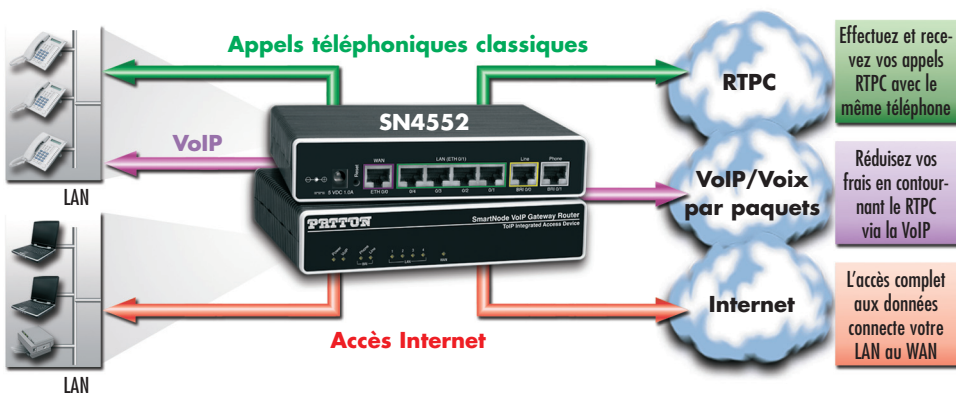 Appels téléphoniques classiques
VoIP
LAN
LAN
Accès Internet
SN4552
5 VDC 1.0A
Reset
WAN
ETH 0/0
LAN (ETH 0/1)
0/4
0/3
0/2
0/1
Line
BRI 0/0
Phone
BRI 0/1
PATTON
SmartNode VoIP Gateway Router
ToIP Integrated Access Device
RTPC
VoIP/Voix
par paquets
Internet
Effectuez et rece-
vez vos appels
RTPC avec le
même téléphone
Réduisez vos
frais en contour-
nant le RTPC
via la VoIP
L'accès complet
aux données
connecte votre
LAN au WAN